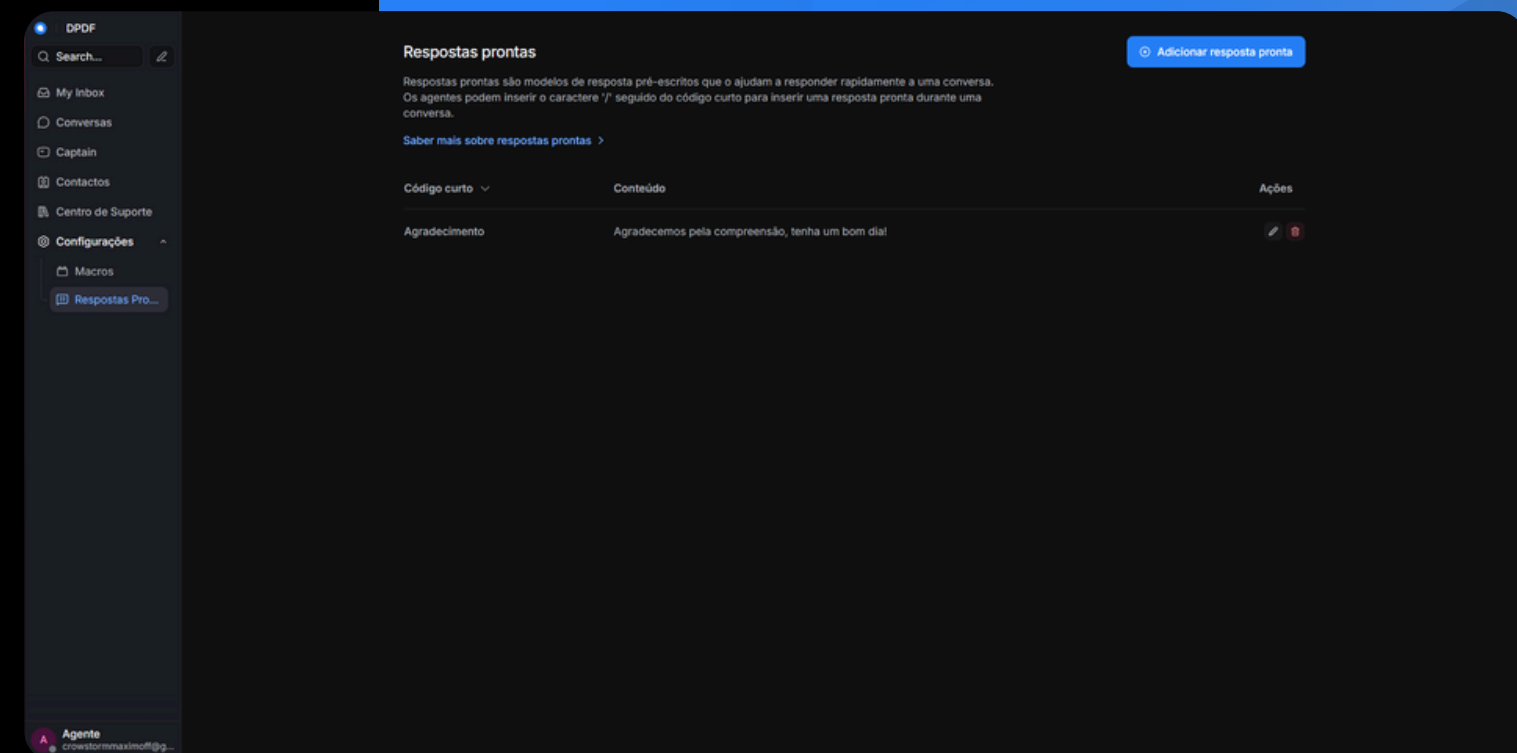 DPDF
Search...
My Inbox
Conversas
Captain
Contactos
Centro de Suporte
Configurações
Macros
Respostas Pro...
Agente
crowstormmaximoff@g...
Respostas prontas
Adicionar resposta pronta
Respostas prontas são modelos de resposta pré-escritos que o ajudam a responder rapidamente a uma conversa.
Os agentes podem inserir o caractere '/' seguido do código curto para inserir uma resposta pronta durante uma
conversa.
Saber mais sobre respostas prontas
Código curto Conteúdo Ações
Agradecimento Agradecemos pela compreensão, tenha um bom dia!
A